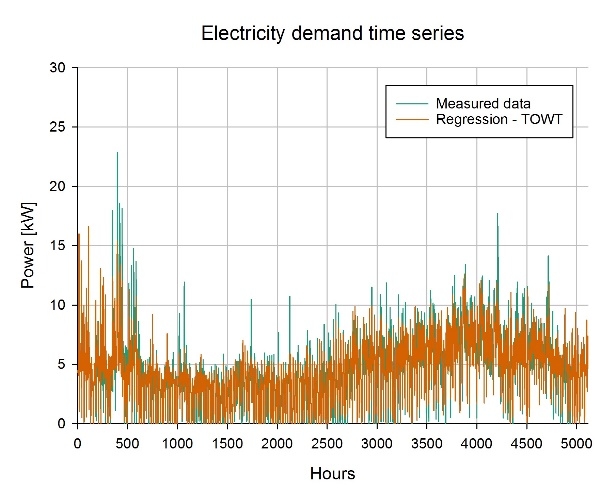 Electricity demand time series
30
25
20
15
10
5
0
Power [kW]
Measured data
Regression - TOWT
0 500 1000 1500 2000 2500 3000 3500 4000 4500 5000
Hours